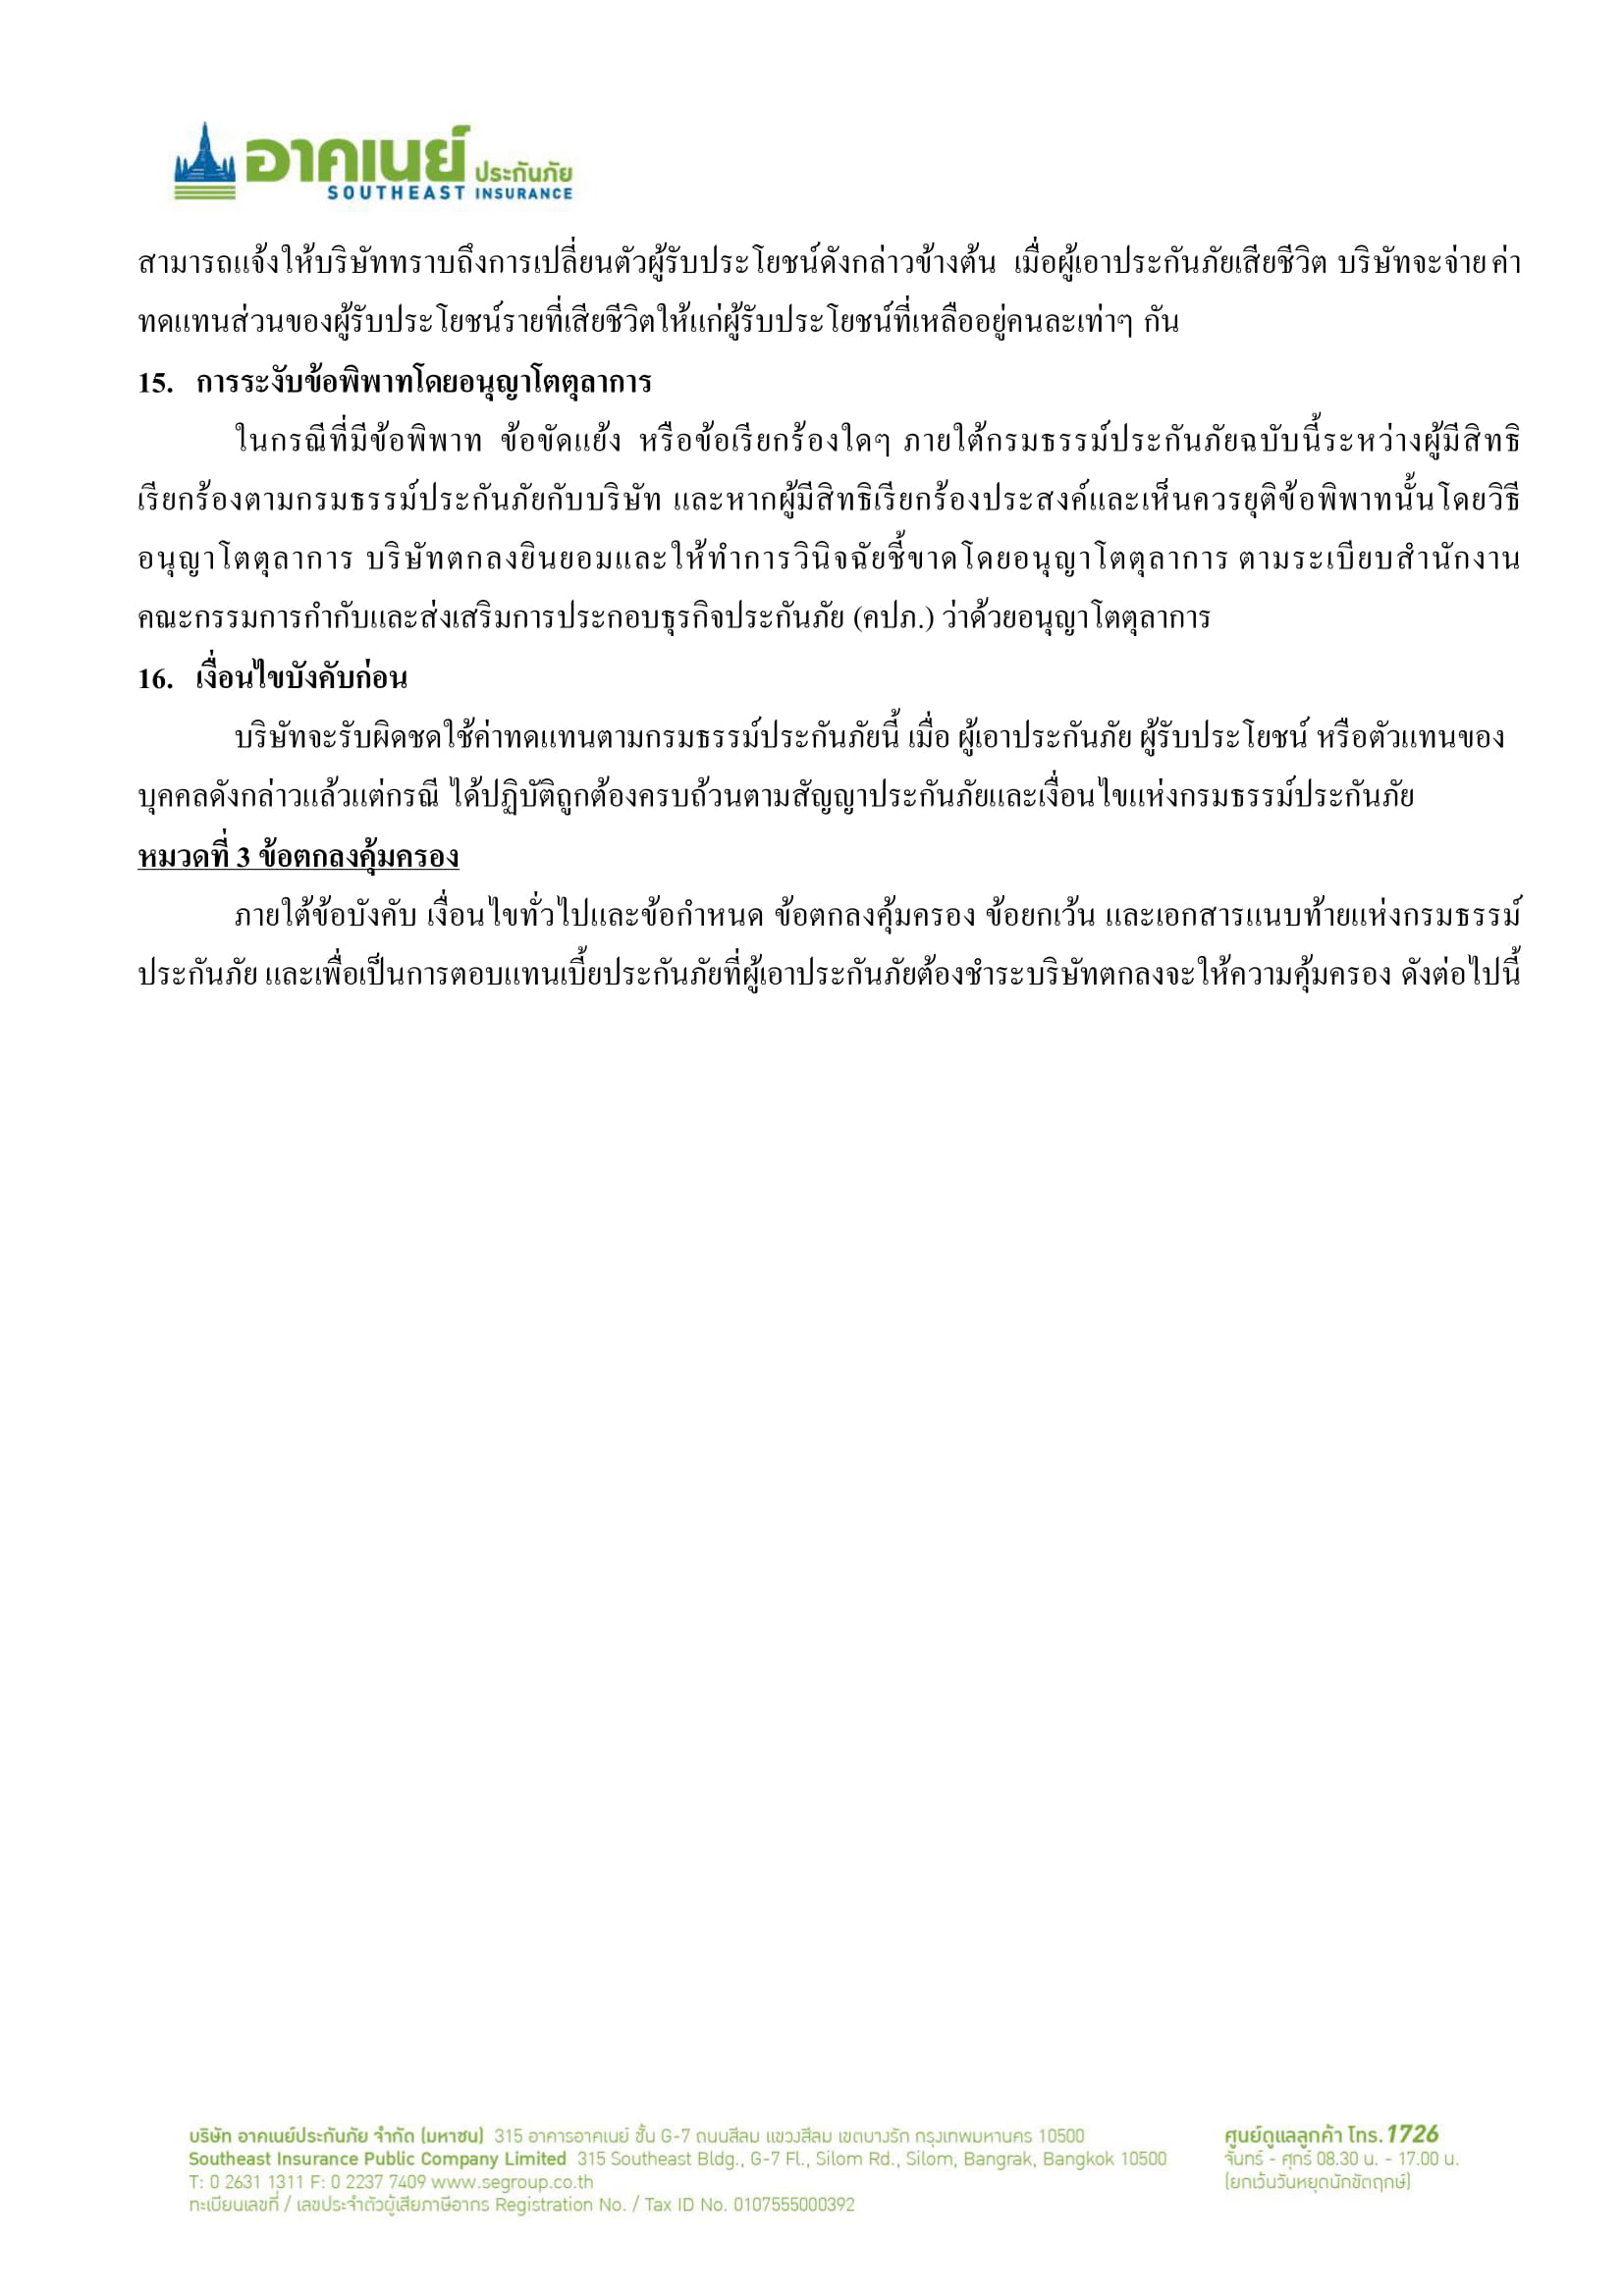 อาคเนย์ ประกันภัย
SOUTHEAST INSURANCE
สามารถแจ้งให้บริษัททราบถึงการเปลี่ยนตัวผู้รับประโยชน์ดังกล่าวข้างต้น เมื่อผู้เอาประกันภัยเสียชีวิต บริษัทจะจ่ายค่า
ทดแทนส่วนของผู้รับประโยชน์รายที่เสียชีวิตให้แก่ผู้รับประโยชน์ที่เหลืออยู่คนละเท่าๆ กัน
15. การระงับข้อพิพาทโดยอนุญาโตตุลาการ
ในกรณีที่มีข้อพิพาท ข้อขัดแย้ง หรือข้อเรียกร้องใดๆ ภายใต้กรมธรรม์ประกันภัยฉบับนี้ระหว่างผู้มีสิทธิ
เรียกร้องตามกรมธรรม์ประกันภัยกับบริษัท และหากผู้มีสิทธิเรียกร้องประสงค์และเห็นควรยุติข้อพิพาทนั้นโดยวิธี
อนุญาโตตุลาการ บริษัทตกลงยินยอมและให้ทำการวินิจฉัยชี้ขาดโดยอนุญาโตตุลาการ ตามระเบียบสำนักงาน
คณะกรรมการกำกับและส่งเสริมการประกอบธุรกิจประกันภัย (คปภ.) ว่าด้วยอนุญาโตตุลาการ
16. เงื่อนไขบังคับก่อน
บริษัทจะรับผิดชดใช้ค่าทดแทนตามกรมธรรม์ประกันภัยนี้ เมื่อ ผู้เอาประกันภัย ผู้รับประโยชน์ หรือตัวแทนของ
บุคคลดังกล่าวแล้วแต่กรณี ได้ปฏิบัติถูกต้องครบถ้วนตามสัญญาประกันภัยและเงื่อนไขแห่งกรมธรรม์ประกันภัย
หมวดที่ 3 ข้อตกลงคุ้มครอง
ภายใต้ข้อบังคับ เงื่อนไขทั่วไปและข้อกำหนด ข้อตกลงคุ้มครอง ข้อยกเว้น และเอกสารแนบท้ายแห่งกรมธรรม์
ประกันภัย และเพื่อเป็นการตอบแทนเบี้ยประกันภัยที่ผู้เอาประกันภัยต้องชำระบริษัทตกลงจะให้ความคุ้มครอง ดังต่อไปนี้
บริษัท อาคเนย์ประกันภัย จำกัด (มหาชน) 315 อาคารอาคเนย์ ชั้น G-7 ถนนสีลม แขวงสีลม เขตบางรัก กรุงเทพมหานคร 10500
Southeast Insurance Public Company Limited 315 Southeast Bldg., G-7 Fl., Silom Rd., Silom, Bangrak, Bangkok 10500
T: 0 2631 1311 F: 0 2237 7409 www.segroup.co.th
ทะเบียนเลขที่ / เลขประจำตัวผู้เสียภาษีอากร Registration No. / Tax ID No. 0107555000392
ศูนย์ดูแลลูกค้า โทร.1726
จันทร์ - ศุกร์ 08.30 น. - 17.00 น.
(ยกเว้นวันหยุดนักขัตฤกษ์)